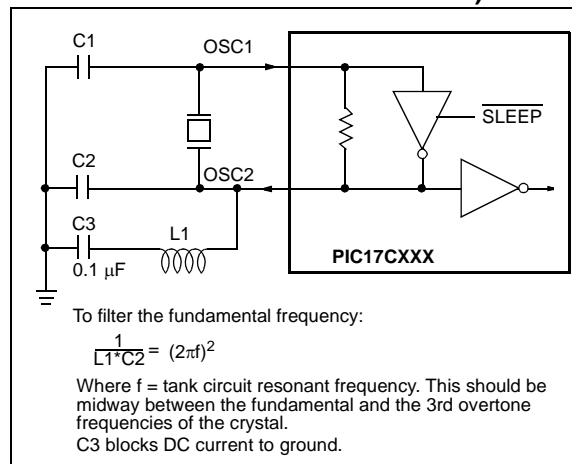 C1
OSC1
SLEEP
C2
OSC2
C3
L1
0.1 μF
PIC17CXXX
To filter the fundamental frequency:
1
L1*C2 = (2πf)2
Where f = tank circuit resonant frequency. This should be
midway between the fundamental and the 3rd overtone
frequencies of the crystal.
C3 blocks DC current to ground.